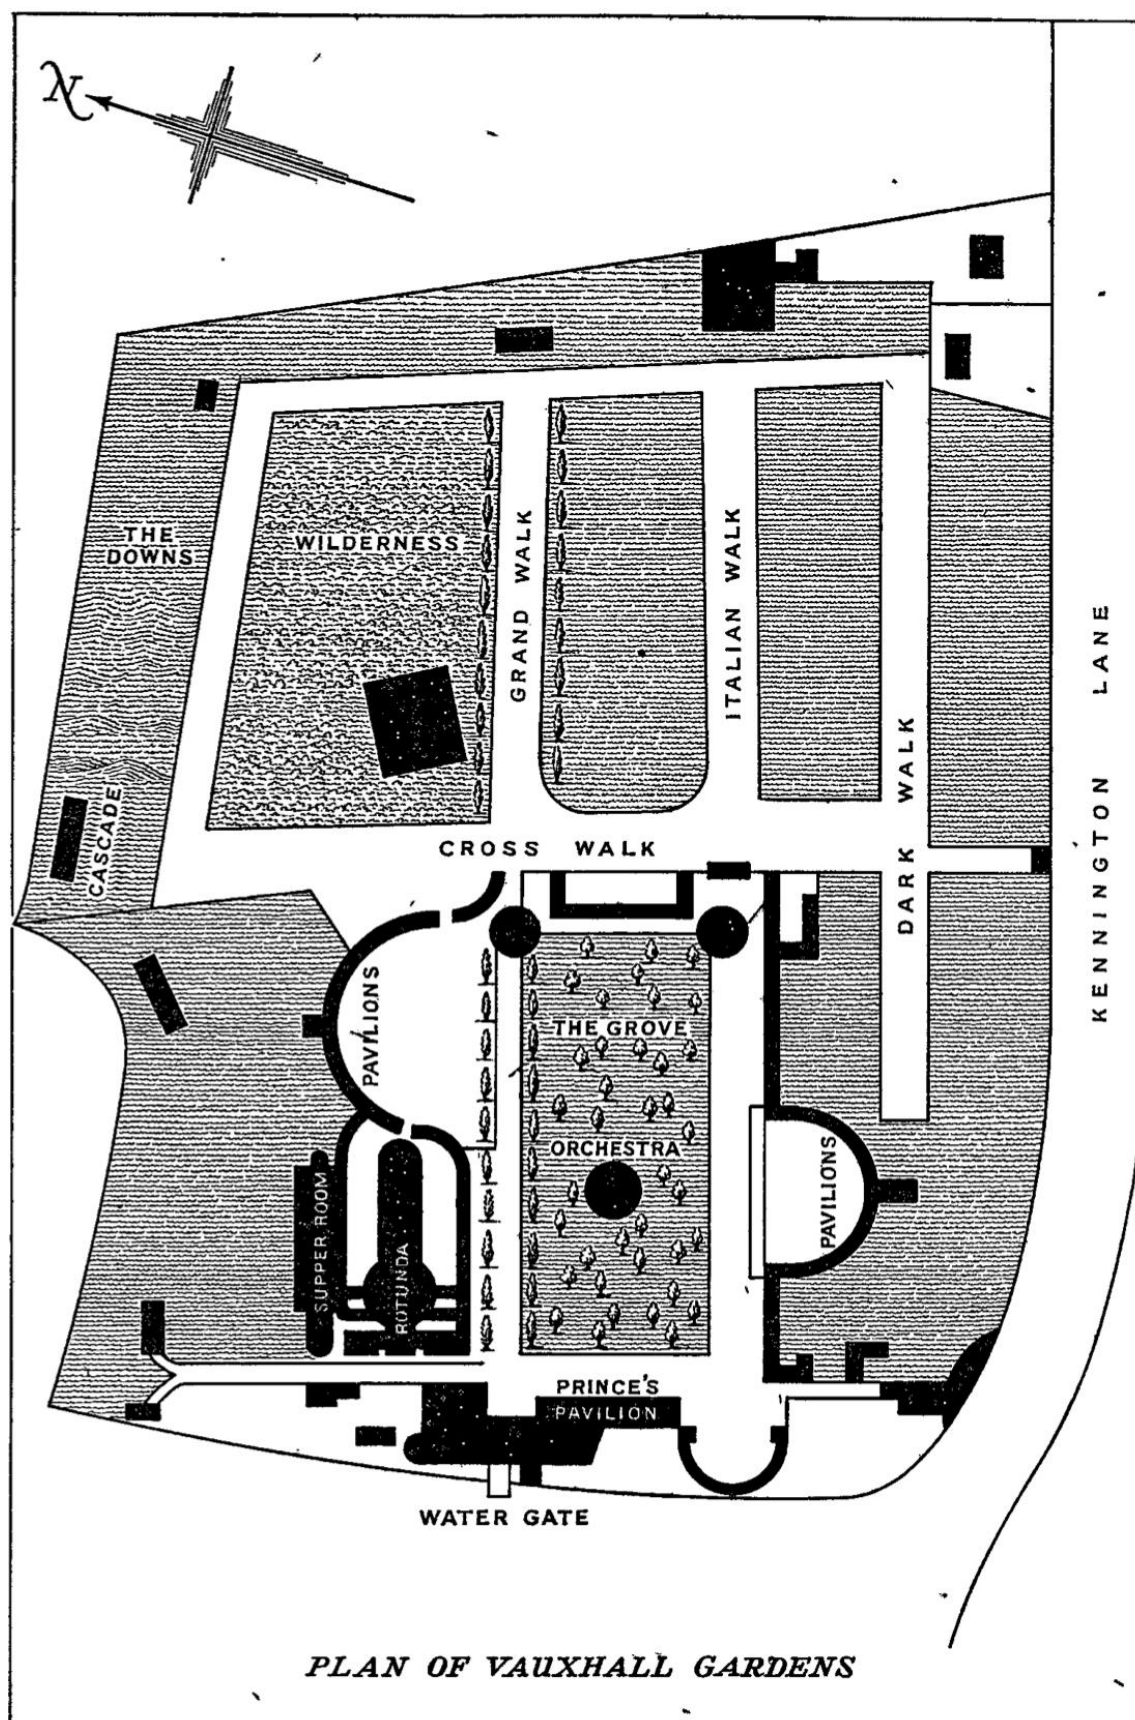 N
THE
DOWNS
WILDERNESS
GRAND WALK
ITALIAN WALK
DARK WALK
KENNINGTON LANE
CASCADE
CROSS WALK
PAVILIONS
THE GROVE
ORCHESTRA
PAVILIONS
SUPPER ROOM
ROTUNDA
PRINCE'S
PAVILION
WATER GATE
PLAN OF VAUXHALL GARDENS